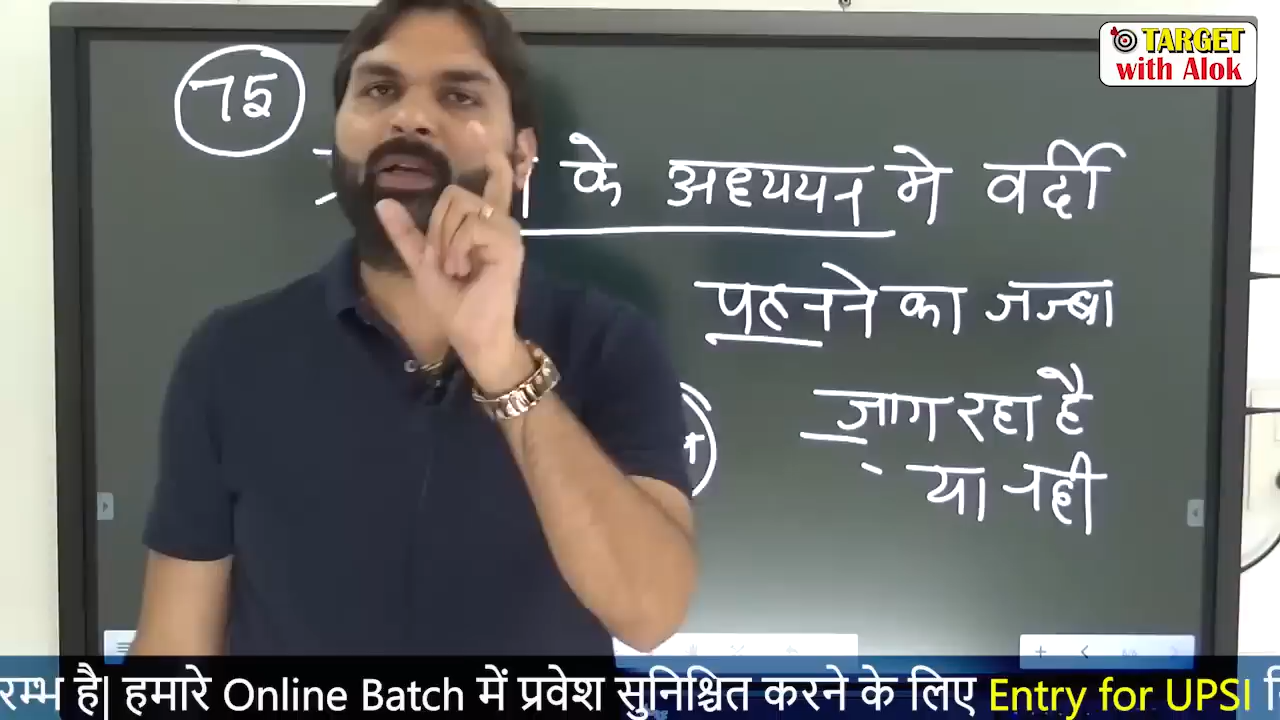 TARGET
with Alok
75
के अध्ययन मे वर्दी
पहनने का जज्बा
जाग रहा है
या नही
रम्भ है| हमारे Online Batch में प्रवेश सुनिश्चित करने के लिए Entry for UPSI